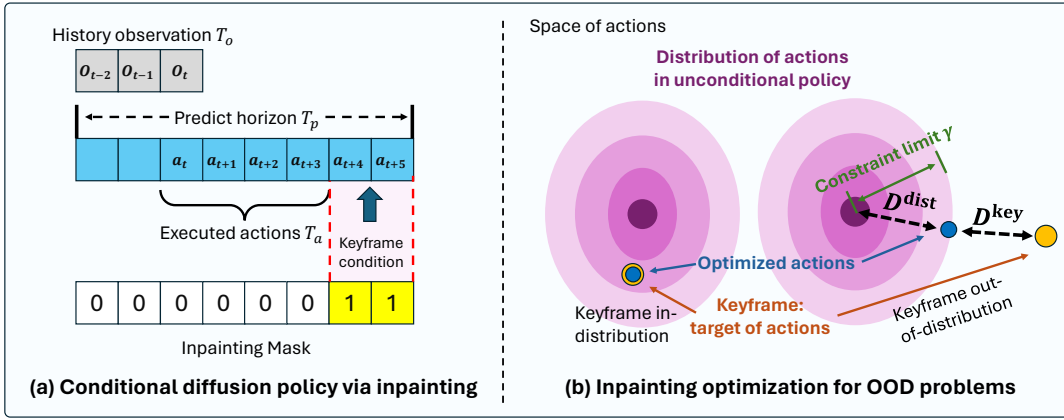 History observation T_o
o_{t-2} o_{t-1} o_t
Predict horizon T_p
a_t a_{t+1} a_{t+2} a_{t+3} a_{t+4} a_{t+5}
Executed actions T_a
Keyframe
condition
0 0 0 0 0 0 1 1
Inpainting Mask
(a) Conditional diffusion policy via inpainting
Space of actions
Distribution of actions
in unconditional policy
Constraint limit γ
D^dist
D^key
Optimized actions
Keyframe in-
distribution
Keyframe:
target of actions
Keyframe out-
of-distribution
(b) Inpainting optimization for OOD problems